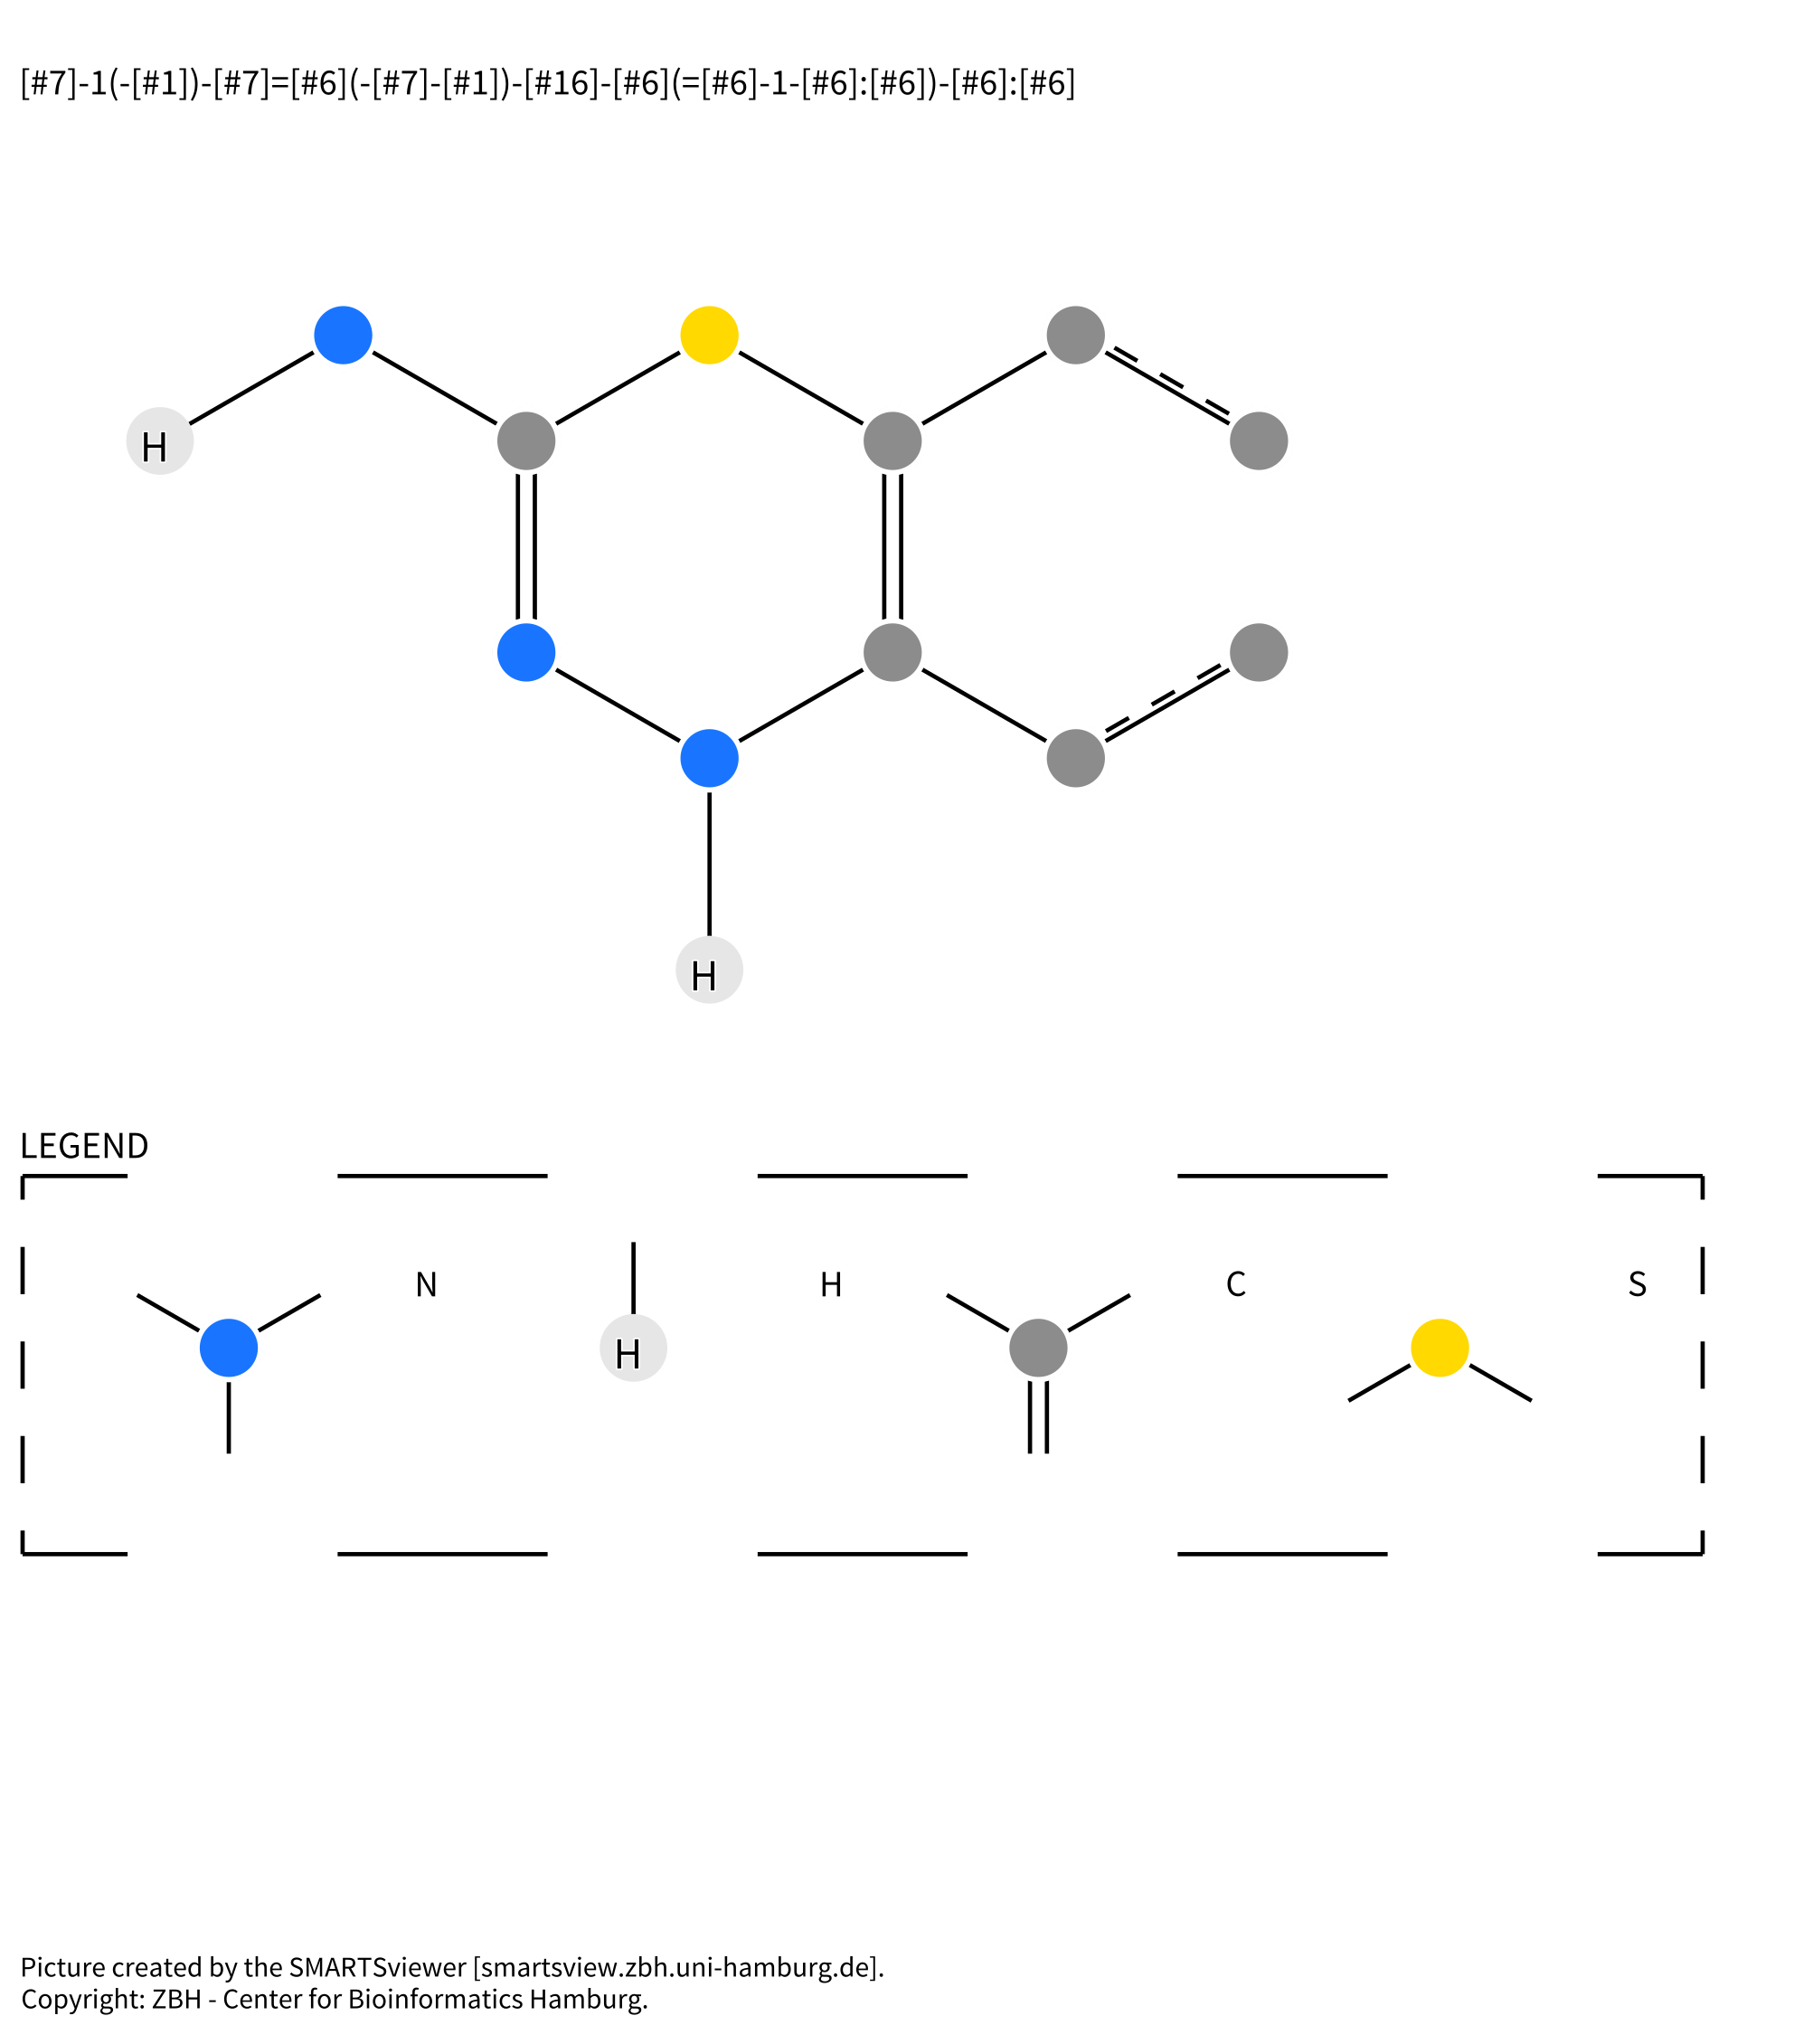 [#7]-1(-[#1])-[#7]=[#6](-[#7]-[#1])-[#16]-[#6](=[#6]-1-[#6]:[#6])-[#6]:[#6]
H
H
LEGEND
N
H
H
C
S
Picture created by the SMARTSviewer [smartsview.zbh.uni-hamburg.de].
Copyright: ZBH - Center for Bioinformatics Hamburg.